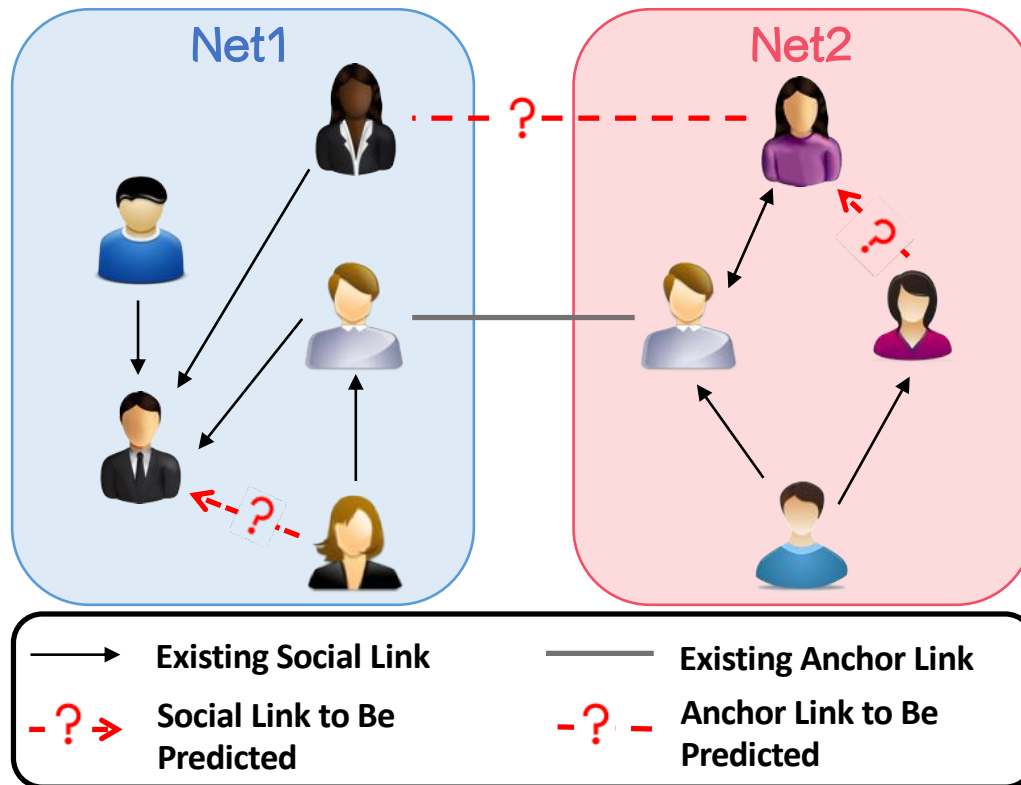 Net1
Net2
?
?
?
Existing Social Link
Existing Anchor Link
?
Social Link to Be
Predicted
?
Anchor Link to Be
Predicted